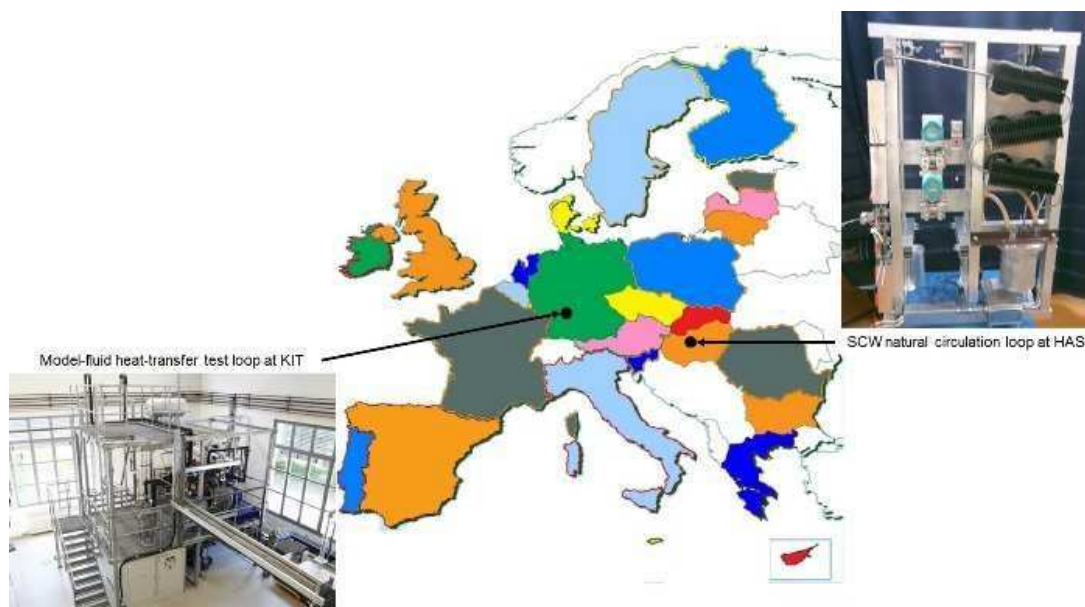 SCW natural circulation loop at HAS
Model-fluid heat-transfer test loop at KIT